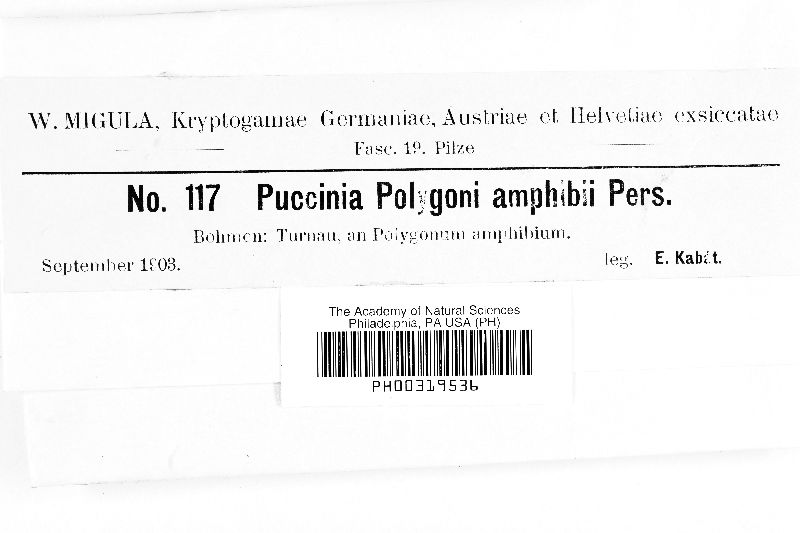 W. MIGULA, Kryptogamae Germaniae, Austriae et Helvetiae exsiccatae
Fasc. 19. Pilze
No. 117 Puccinia Polygoni amphibii Pers.
Böhmen: Turnau, an Polygonum amphibium.
September 1903. leg. E. Kabát.
The Academy of Natural Sciences
Philadelphia, PA USA (PH)
PH00319536